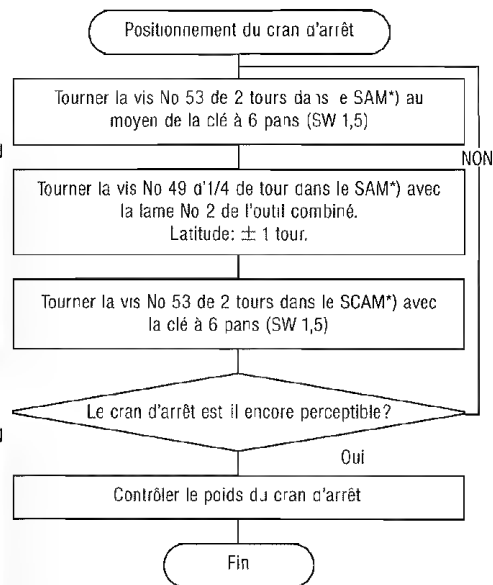 Positionnement du cran d'arrêt
Tourner la vis No 53 de 2 tours dans le SAM*) au
moyen de la clé à 6 pans (SW 1,5)
NON
Tourner la vis No 49 d'1/4 de tour dans le SAM*) avec
la lame No 2 de l'outil combiné.
Latitude: ± 1 tour.
Tourner la vis No 53 de 2 tours dans le SCAM*) avec
la clé à 6 pans (SW 1,5)
Le cran d'arrêt est il encore perceptible?
Oui
Contrôler le poids du cran d'arrêt
Fin